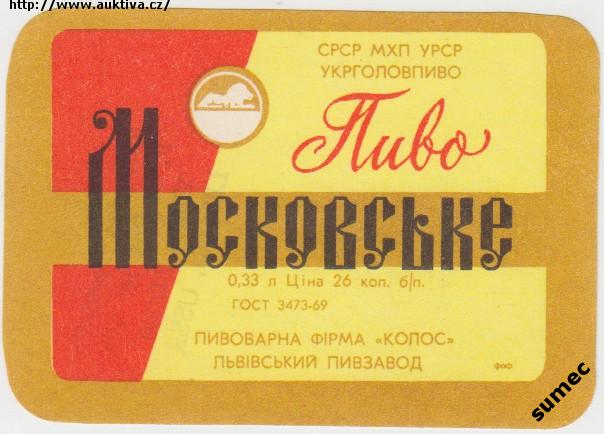 http://www.auktiva.cz/
СРСР МХП УРСР
УКРГОЛОВПИВО
Пиво
Московське
0,33 л Ціна 26 коп. б/п.
ГОСТ 3473-69
ПИВОВАРНА ФІРМА «КОЛОС»
ЛЬВІВСЬКИЙ ПИВЗАВОД
sumec